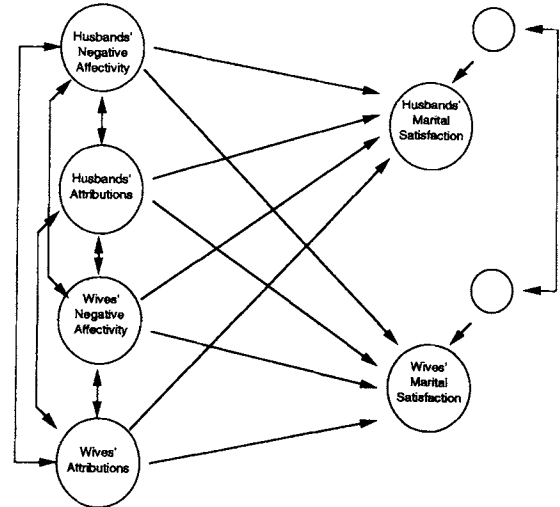 Husbands'
Negative
Affectivity
Husbands'
Marital
Satisfaction
Husbands'
Attributions
Wives'
Negative
Affectivity
Wives'
Marital
Satisfaction
Wives'
Attributions